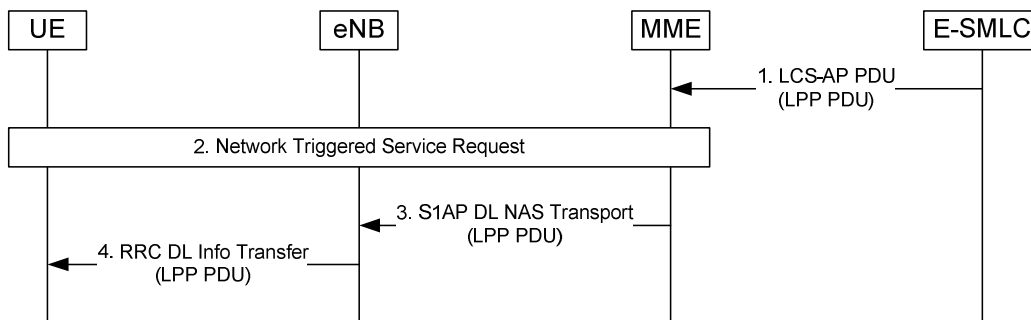 UE
eNB
MME
E-SMLC
1. LCS-AP PDU
(LPP PDU)
2. Network Triggered Service Request
3. S1AP DL NAS Transport
(LPP PDU)
4. RRC DL Info Transfer
(LPP PDU)